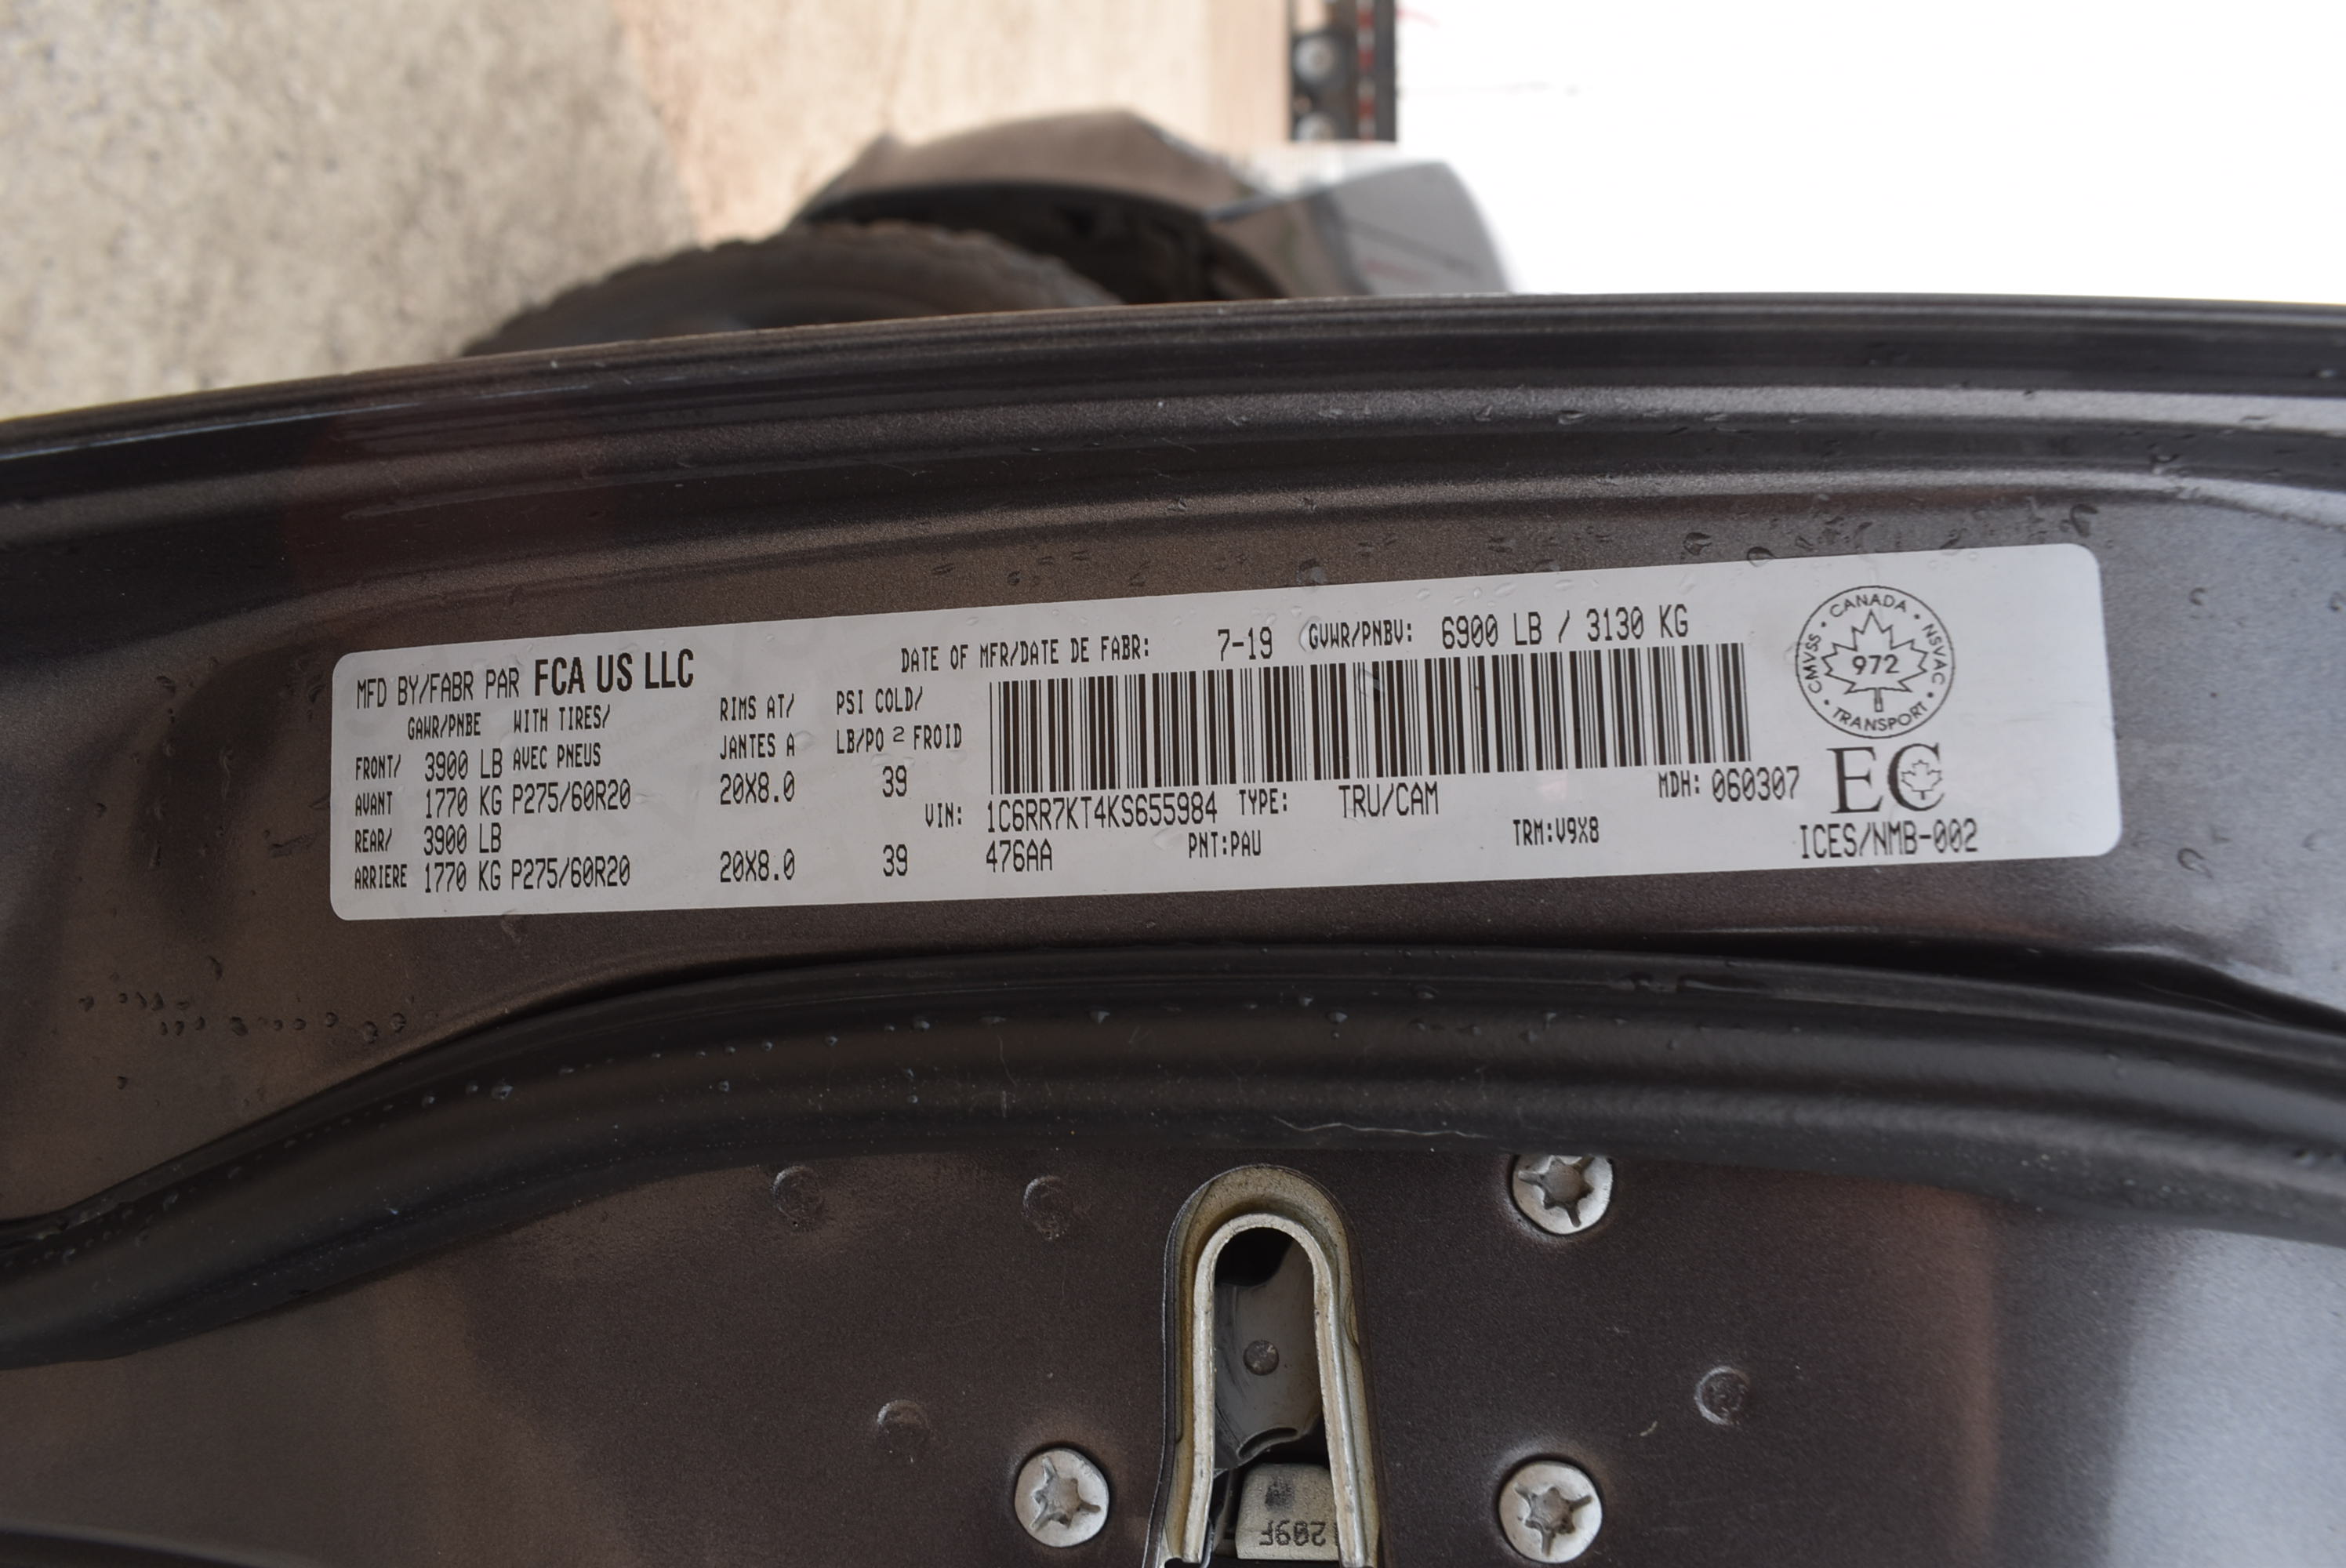 MFD BY/FABR PAR FCA US LLC
DATE OF MFR/DATE DE FABR: 7-19 GVWR/PNBV: 6900 LB / 3130 KG
GAWR/PNBE WITH TIRES/ RIMS AT/ PSI COLD/
AVEC PNEUS JANTES A LB/PO ² FROID
FRONT/ 3900 LB
AVANT 1770 KG P275/60R20 20X8.0 39
REAR/ 3900 LB
ARRIERE 1770 KG P275/60R20 20X8.0 39
VIN: 1C6RR7KT4KS655984 TYPE: TRU/CAM MDH: 060307
476AA PNT:PAU TRM:V9X8
CANADA
CMVSS NSVAC
972
TRANSPORT
EC
ICES/NMB-002
1209F